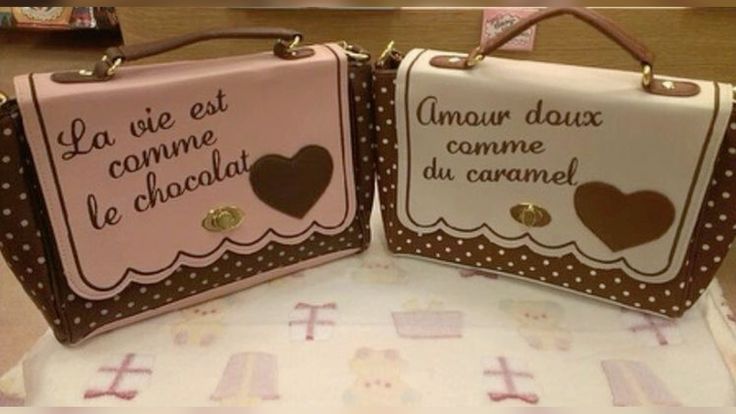 La vie est
comme
le chocolat
Amour doux
comme
du caramel